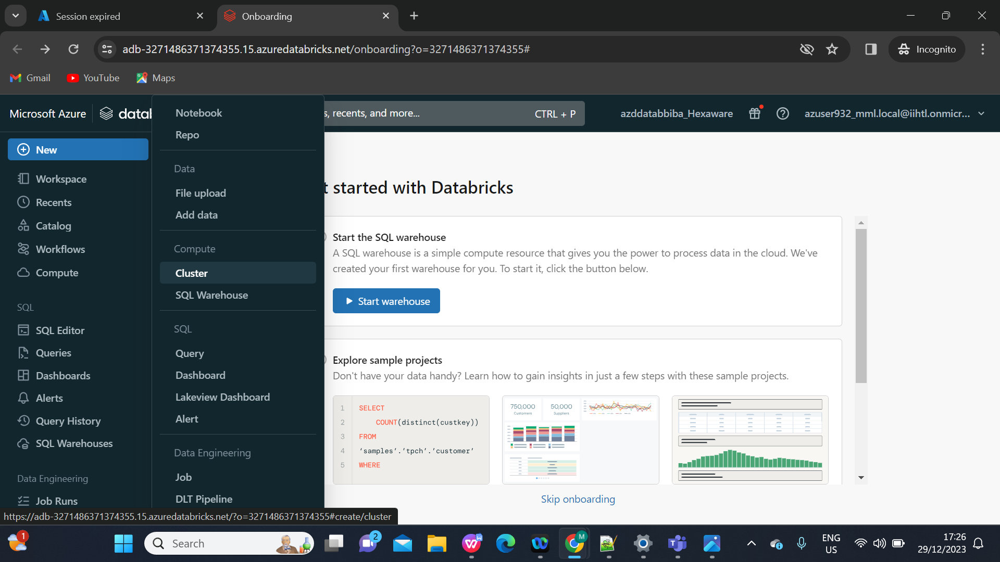 Session expired
Onboarding
adb-3271486371374355.15.azuredatabricks.net/onboarding?o=3271486371374355#
Incognito
Gmail
YouTube
Maps
Microsoft Azure
datab
s, recents, and more...
CTRL + P
azddatabbiba_Hexaware
azuser932_mml.local@iihtl.onmicr...
New
Workspace
Recents
Catalog
Workflows
Compute
SQL
SQL Editor
Queries
Dashboards
Alerts
Query History
SQL Warehouses
Data Engineering
Job Runs
Notebook
Repo
Data
File upload
Add data
Compute
Cluster
SQL Warehouse
SQL
Query
Dashboard
Lakeview Dashboard
Alert
Data Engineering
Job
DLT Pipeline
t started with Databricks
Start the SQL warehouse
A SQL warehouse is a simple compute resource that gives you the power to process data in the cloud. We've
created your first warehouse for you. To start it, click the button below.
Start warehouse
Explore sample projects
Don't have your data handy? Learn how to gain insights in just a few steps with these sample projects.
1 SELECT
2 COUNT(distinct(custkey))
3 FROM
4 ‘samples’.’tpch’.’customer’
5 WHERE
750,000
Customers
50,000
Suppliers
Skip onboarding
https://adb-3271486371374355.15.azuredatabricks.net/?o=3271486371374355#create/cluster
1
Search
2
M
ENG
US
17:26
29/12/2023